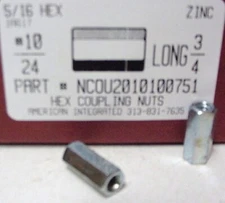 5/16 HEX ZINC
#10
24
LONG 3/4
PART # NCOU2010100751
HEX COUPLING NUTS
AMERICAN INTEGRATED 313-831-7635